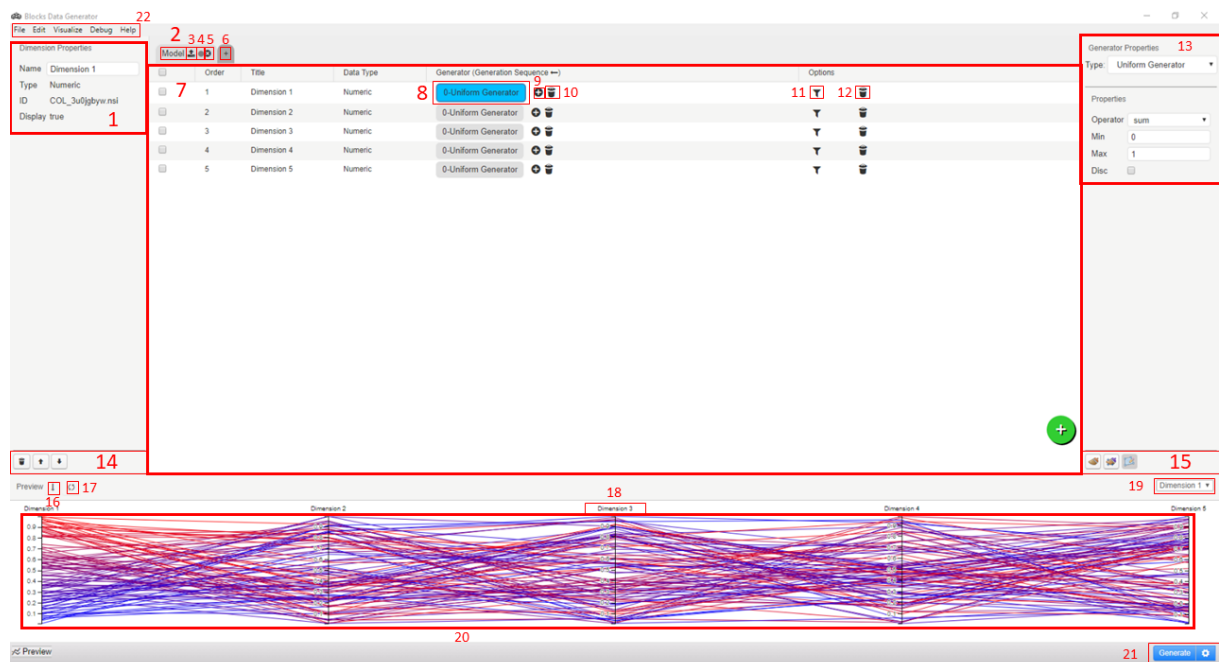 Blocks Data Generator
22
File Edit Visualize Debug Help
Dimension Properties
Name Dimension 1
Type Numeric
ID COL_3u0jgbyw.nsi
Display true
1
2 3 4 5 6
Model +
Order Title Data Type Generator (Generation Sequence) Options
7 1 Dimension 1 Numeric 8 0-Uniform Generator 9 10 11 12
2 Dimension 2 Numeric 0-Uniform Generator
3 Dimension 3 Numeric 0-Uniform Generator
4 Dimension 4 Numeric 0-Uniform Generator
5 Dimension 5 Numeric 0-Uniform Generator
+
Generator Properties 13
Type: Uniform Generator
Properties
Operator sum
Min 0
Max 1
Disc
14
15
Preview 17
16
18
19 Dimension 1
Dimension 1 Dimension 2 Dimension 3 Dimension 4 Dimension 5
0.9
0.8
0.7
0.6
0.5
0.4
0.3
0.2
0.1
20
Preview
21 Generate